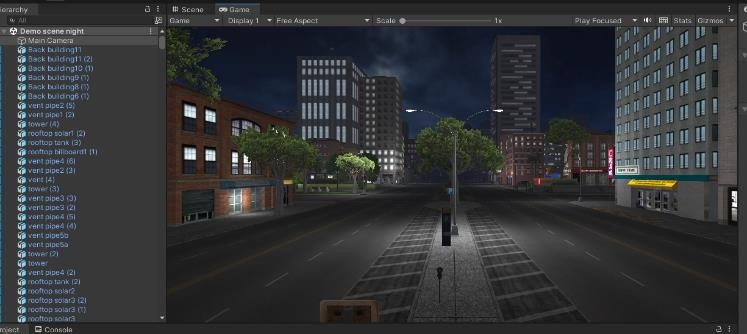 Hierarchy
All
Demo scene night
Main Camera
Back building11
Back building11 (2)
Back building10 (1)
Back building9 (1)
Back building8 (1)
Back building6 (1)
vent pipe2 (5)
vent pipe1 (2)
tower (4)
rooftop solar1 (2)
rooftop tank (3)
rooftop billboard1 (1)
vent pipe4 (6)
vent pipe2 (3)
vent (4)
tower (3)
vent pipe3 (3)
vent pipe3 (2)
vent pipe4 (5)
vent pipe4 (4)
vent pipe5b
vent pipe5a
tower (2)
tower
vent pipe4 (2)
rooftop tank (2)
rooftop solar2
rooftop solar3 (2)
rooftop solar3 (1)
rooftop solar3
Scene
Game
Game
Display 1
Free Aspect
Scale
1x
Play Focused
Stats
Gizmos
roject
Console